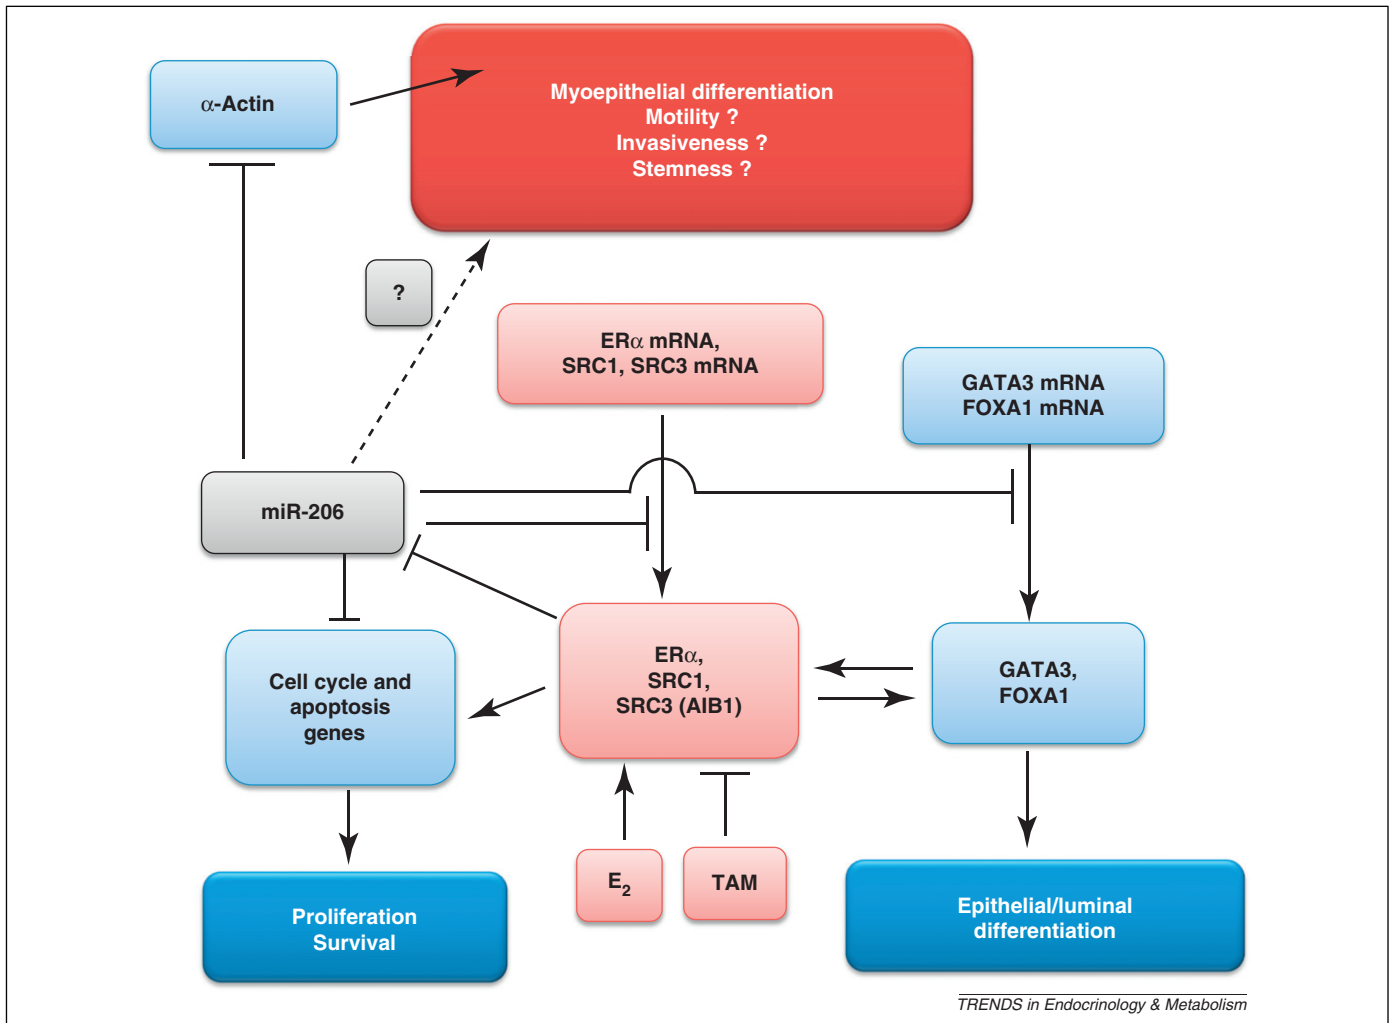 α-Actin
Myoepithelial differentiation
Motility ?
Invasiveness ?
Stemness ?
?
ERα mRNA,
SRC1, SRC3 mRNA
GATA3 mRNA
FOXA1 mRNA
miR-206
Cell cycle and
apoptosis
genes
ERα,
SRC1,
SRC3 (AIB1)
GATA3,
FOXA1
E2
TAM
Proliferation
Survival
Epithelial/luminal
differentiation
TRENDS in Endocrinology & Metabolism